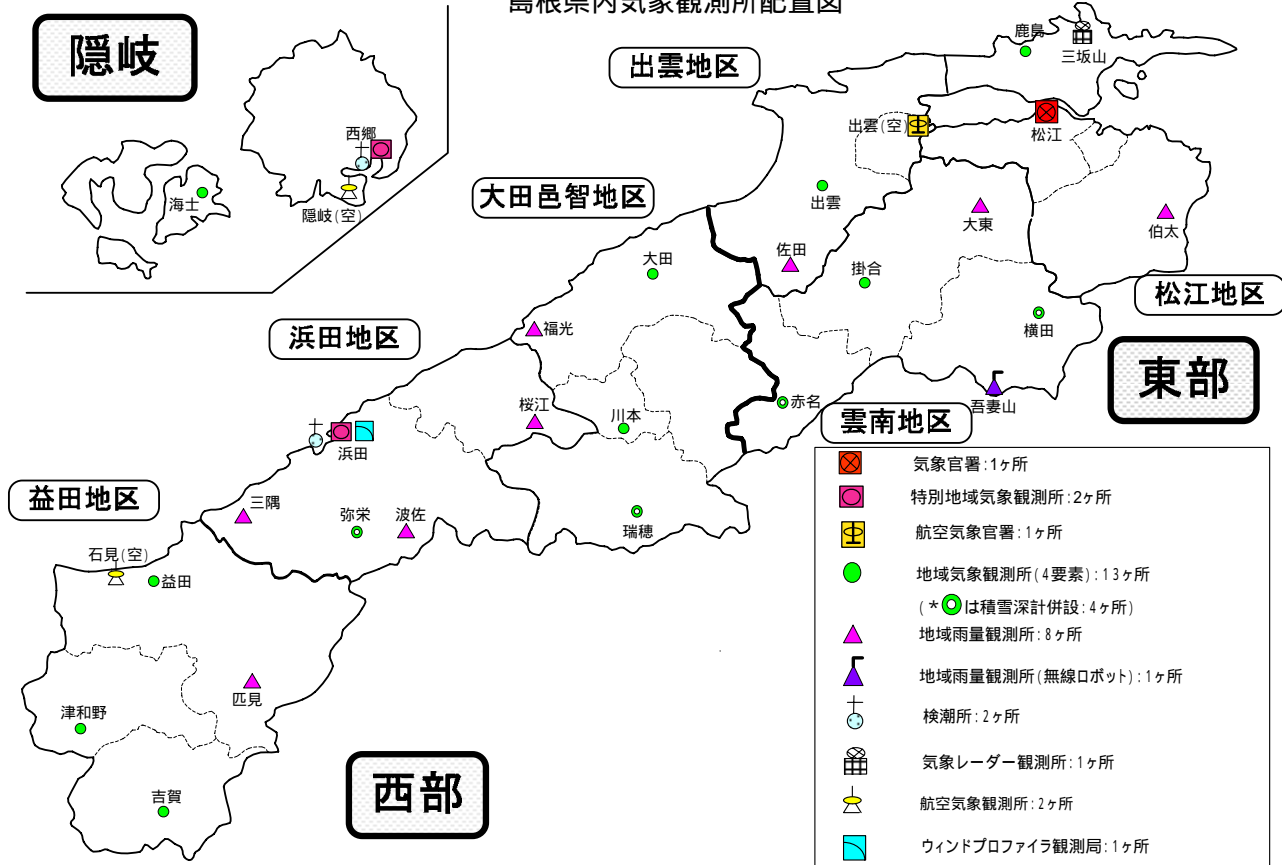 島根県内気象観測所配置図
隠岐
出雲地区
鹿島
三坂山
出雲(空)
松江
西郷
海士
隠岐(空)
大田邑智地区
出雲
大東
伯太
佐田
掛合
大田
松江地区
横田
浜田地区
福光
東部
吾妻山
赤名
桜江
川本
雲南地区
浜田
益田地区
三隅
弥栄
波佐
瑞穂
石見(空)
益田
匹見
津和野
西部
吉賀
気象官署:1ヶ所
特別地域気象観測所:2ヶ所
航空気象官署:1ヶ所
地域気象観測所(4要素):13ヶ所
(*は積雪深計併設:4ヶ所)
地域雨量観測所:8ヶ所
地域雨量観測所(無線ロボット):1ヶ所
検潮所:2ヶ所
気象レーダー観測所:1ヶ所
航空気象観測所:2ヶ所
ウィンドプロファイラ観測局:1ヶ所